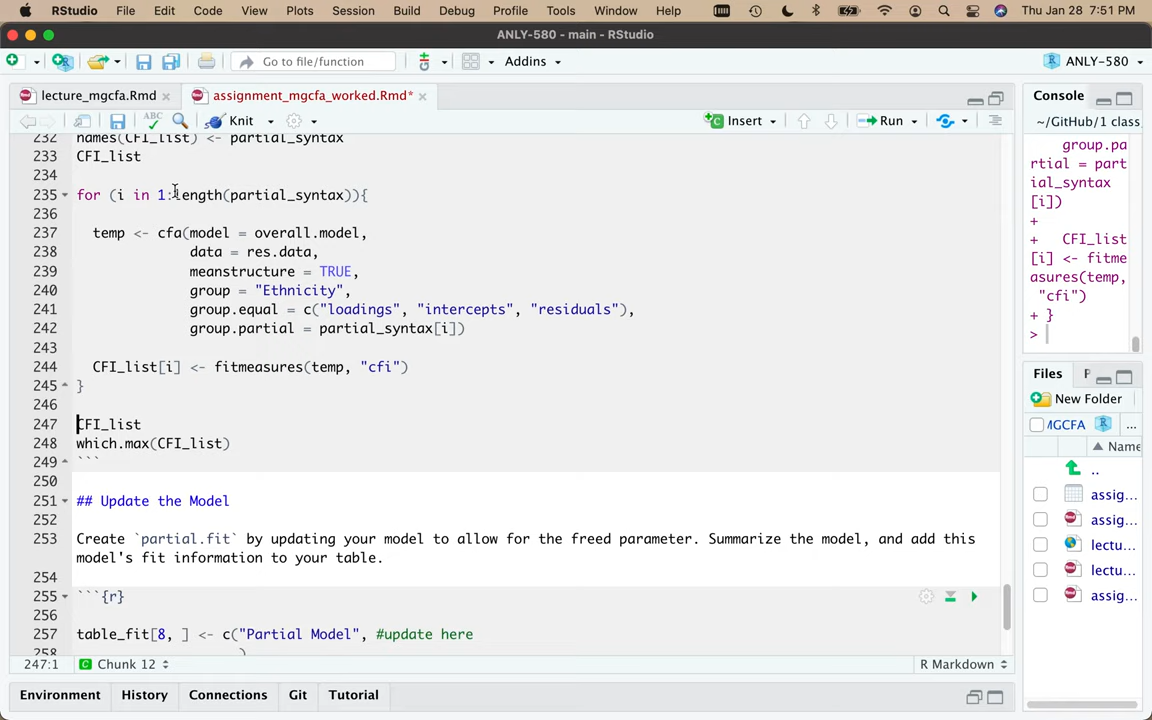 RStudio File Edit Code View Plots Session Build Debug Profile Tools Window Help Thu Jan 28 7:51 PM
ANLY-580 - main - RStudio
Go to file/function Addins ANLY-580
lecture_mgcfa.Rmd assignment_mgcfa_worked.Rmd*
ABC Knit Insert Run
232 names(CFI_list) <- partial_syntax
233 CFI_list
234
235 for (i in 1:length(partial_syntax)){
236
237 temp <- cfa(model = overall.model,
238 data = res.data,
239 meanstructure = TRUE,
240 group = "Ethnicity",
241 group.equal = c("loadings", "intercepts", "residuals"),
242 group.partial = partial_syntax[i])
243
244 CFI_list[i] <- fitmeasures(temp, "cfi")
245 }
246
247 CFI_list
248 which.max(CFI_list)
249 ```
250
251 ## Update the Model
252
253 Create `partial.fit` by updating your model to allow for the freed parameter. Summarize the model, and add this
model's fit information to your table.
254
255 ```{r}
256
257 table_fit[8, ] <- c("Partial Model", #update here
258 )
247:1 Chunk 12 R Markdown
Environment History Connections Git Tutorial
Console
~/GitHub/1 class_
group.pa
rtial = part
ial_syntax
[i])
+
+ CFI_list
[i] <- fitme
asures(temp,
"cfi")
+ }
>
Files P
New Folder
MGCFA ...
Name
..
assig...
assig...
lectu...
lectu...
assig...